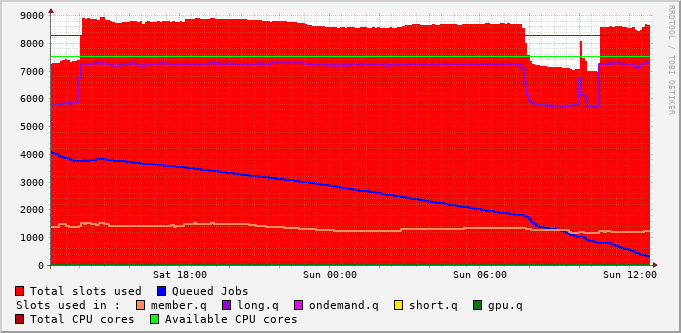 9000
8000
7000
6000
5000
4000
3000
2000
1000
0
Sat 18:00 Sun 00:00 Sun 06:00 Sun 12:00
Total slots used Queued Jobs
Slots used in : member.q long.q ondemand.q short.q gpu.q
Total CPU cores Available CPU cores
RRDTOOL / TOBI OETIKER